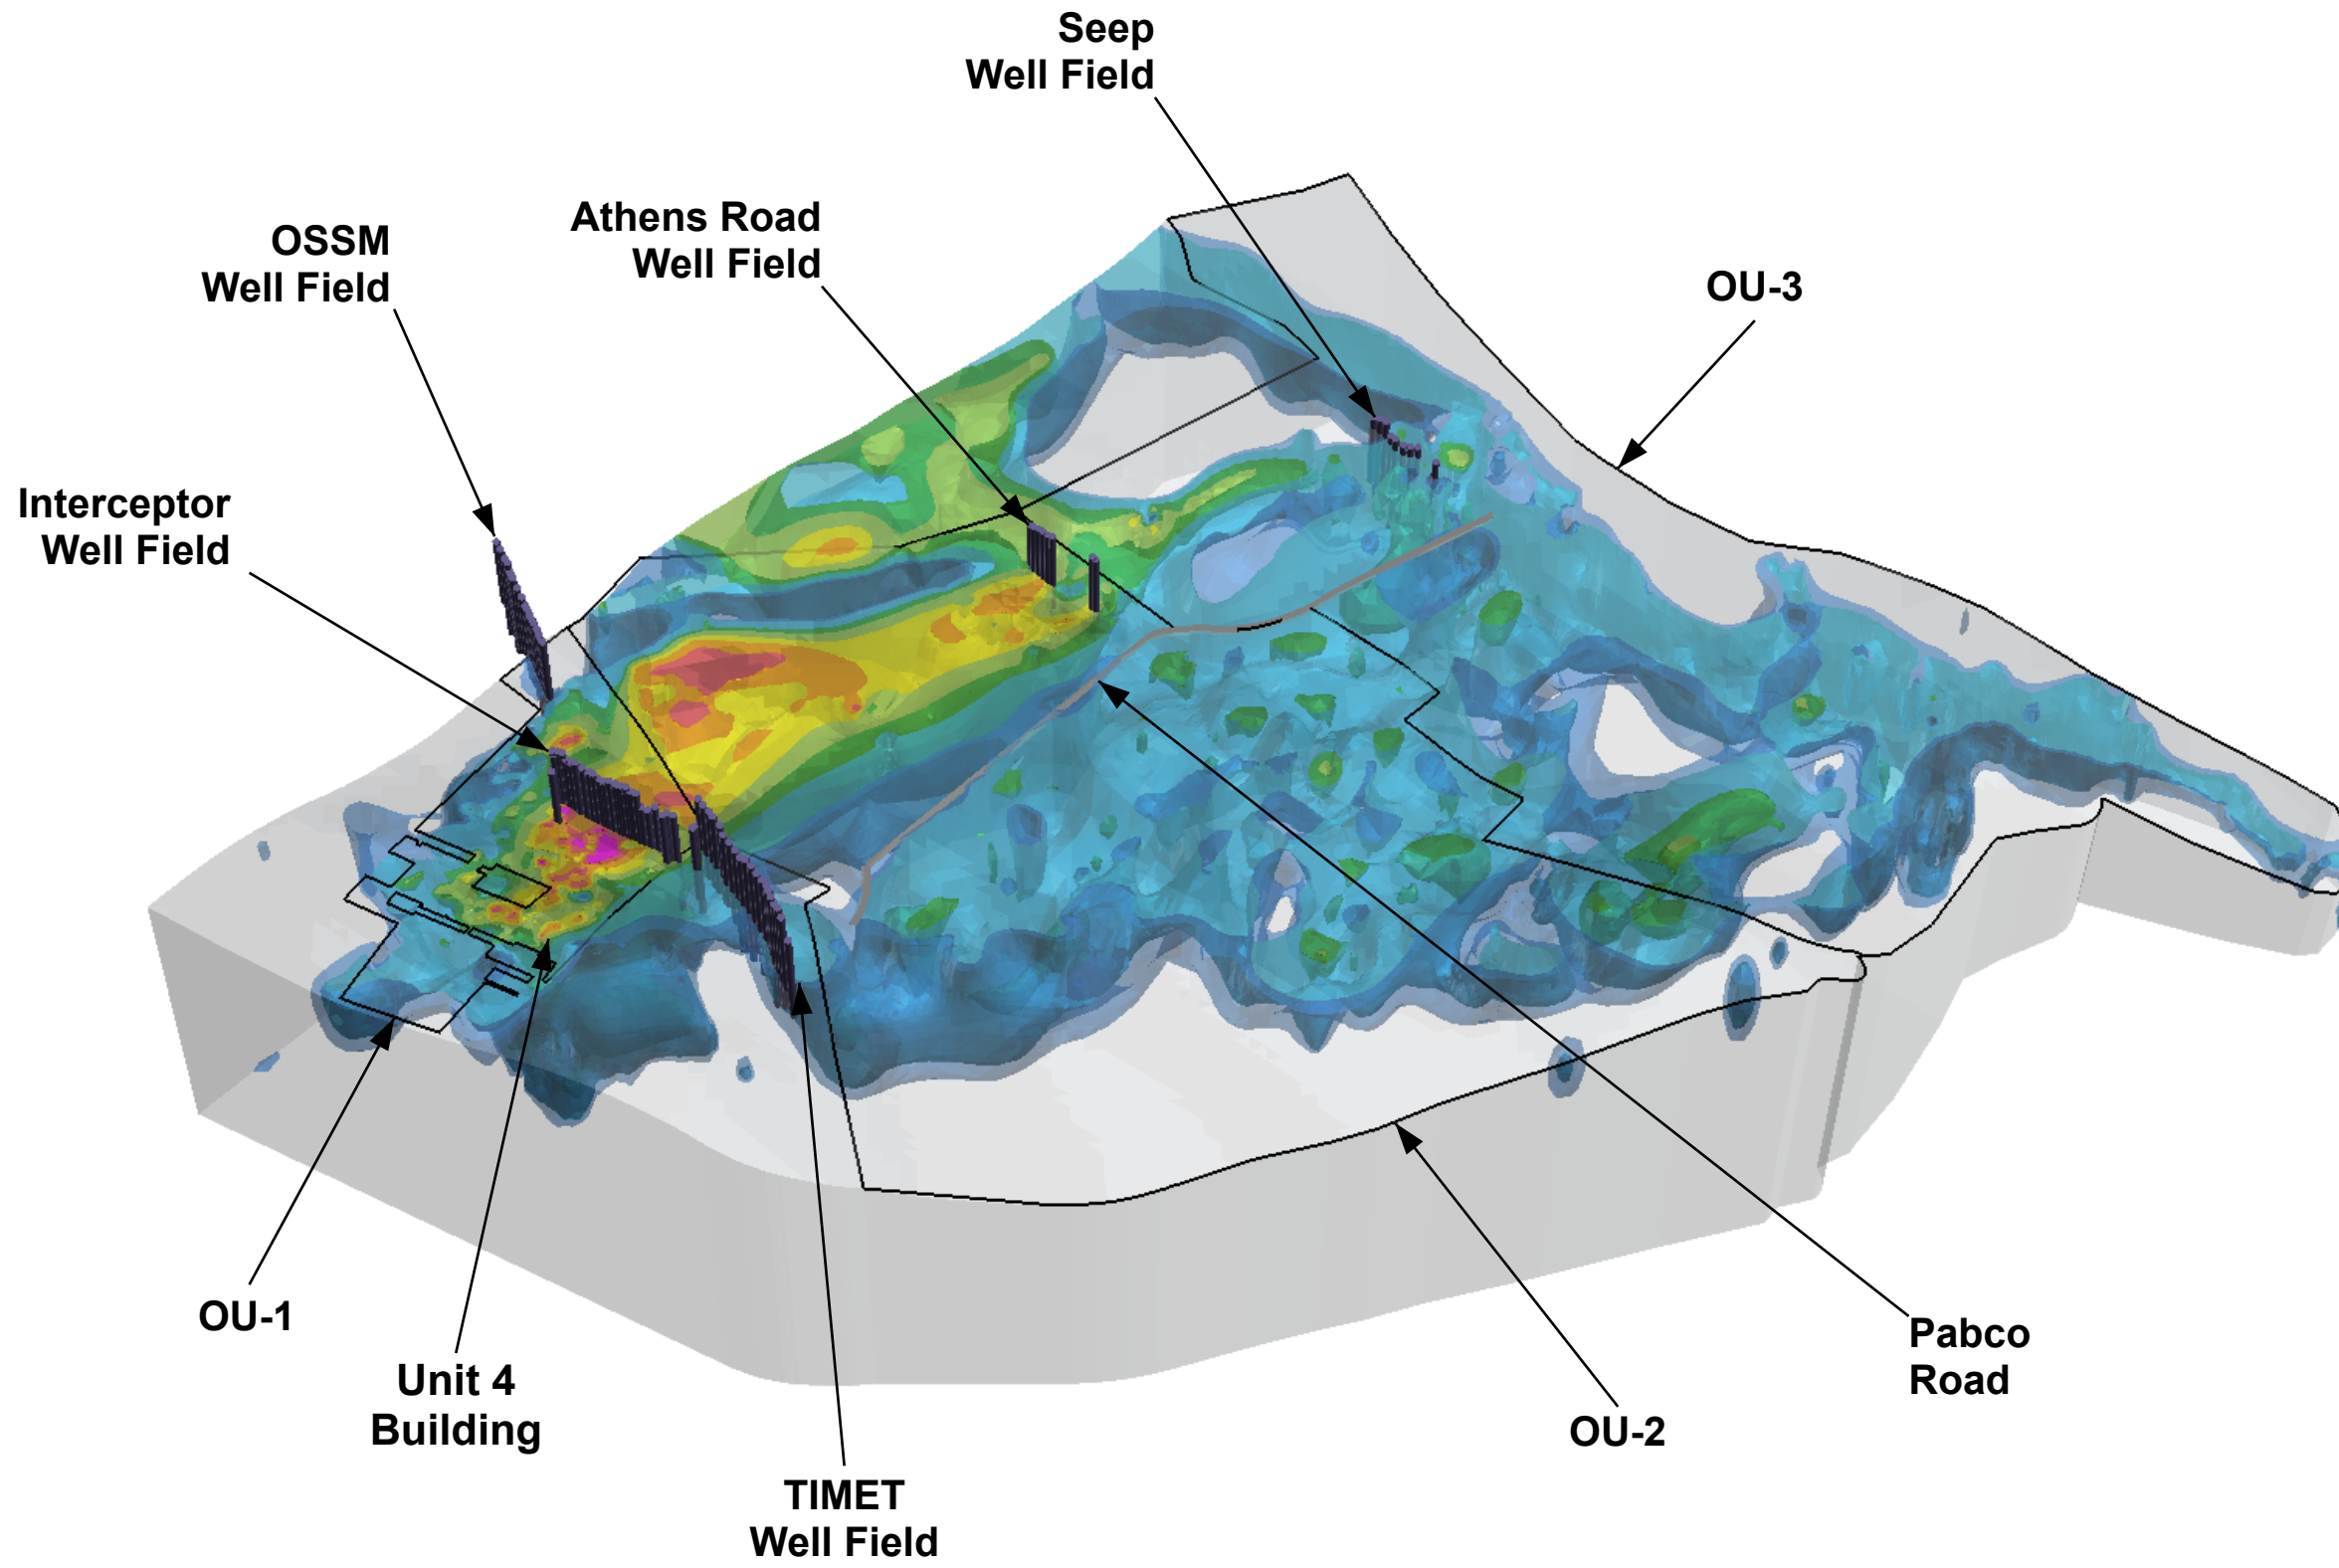 Seep
Well Field
Athens Road
Well Field
OSSM
Well Field
OU-3
Interceptor
Well Field
OU-1
Unit 4
Building
Pabco
Road
OU-2
TIMET
Well Field